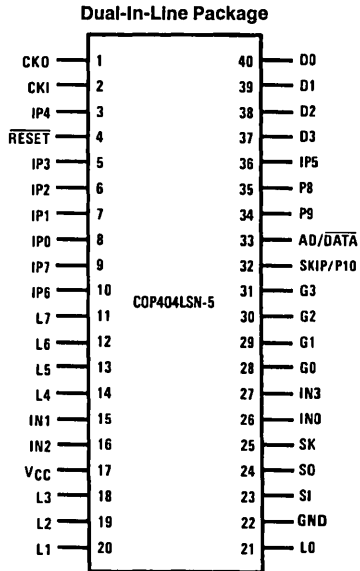 Dual-In-Line Package
CKO 1 40 D0
CKI 2 39 D1
IP4 3 38 D2
RESET 4 37 D3
IP3 5 36 IP5
IP2 6 35 P8
IP1 7 34 P9
IP0 8 33 AD/DATA
IP7 9 32 SKIP/P10
IP6 10 31 G3
COP404LSN-5
L7 11 30 G2
L6 12 29 G1
L5 13 28 G0
L4 14 27 IN3
IN1 15 26 IN0
IN2 16 25 SK
VCC 17 24 SO
L3 18 23 SI
L2 19 22 GND
L1 20 21 L0